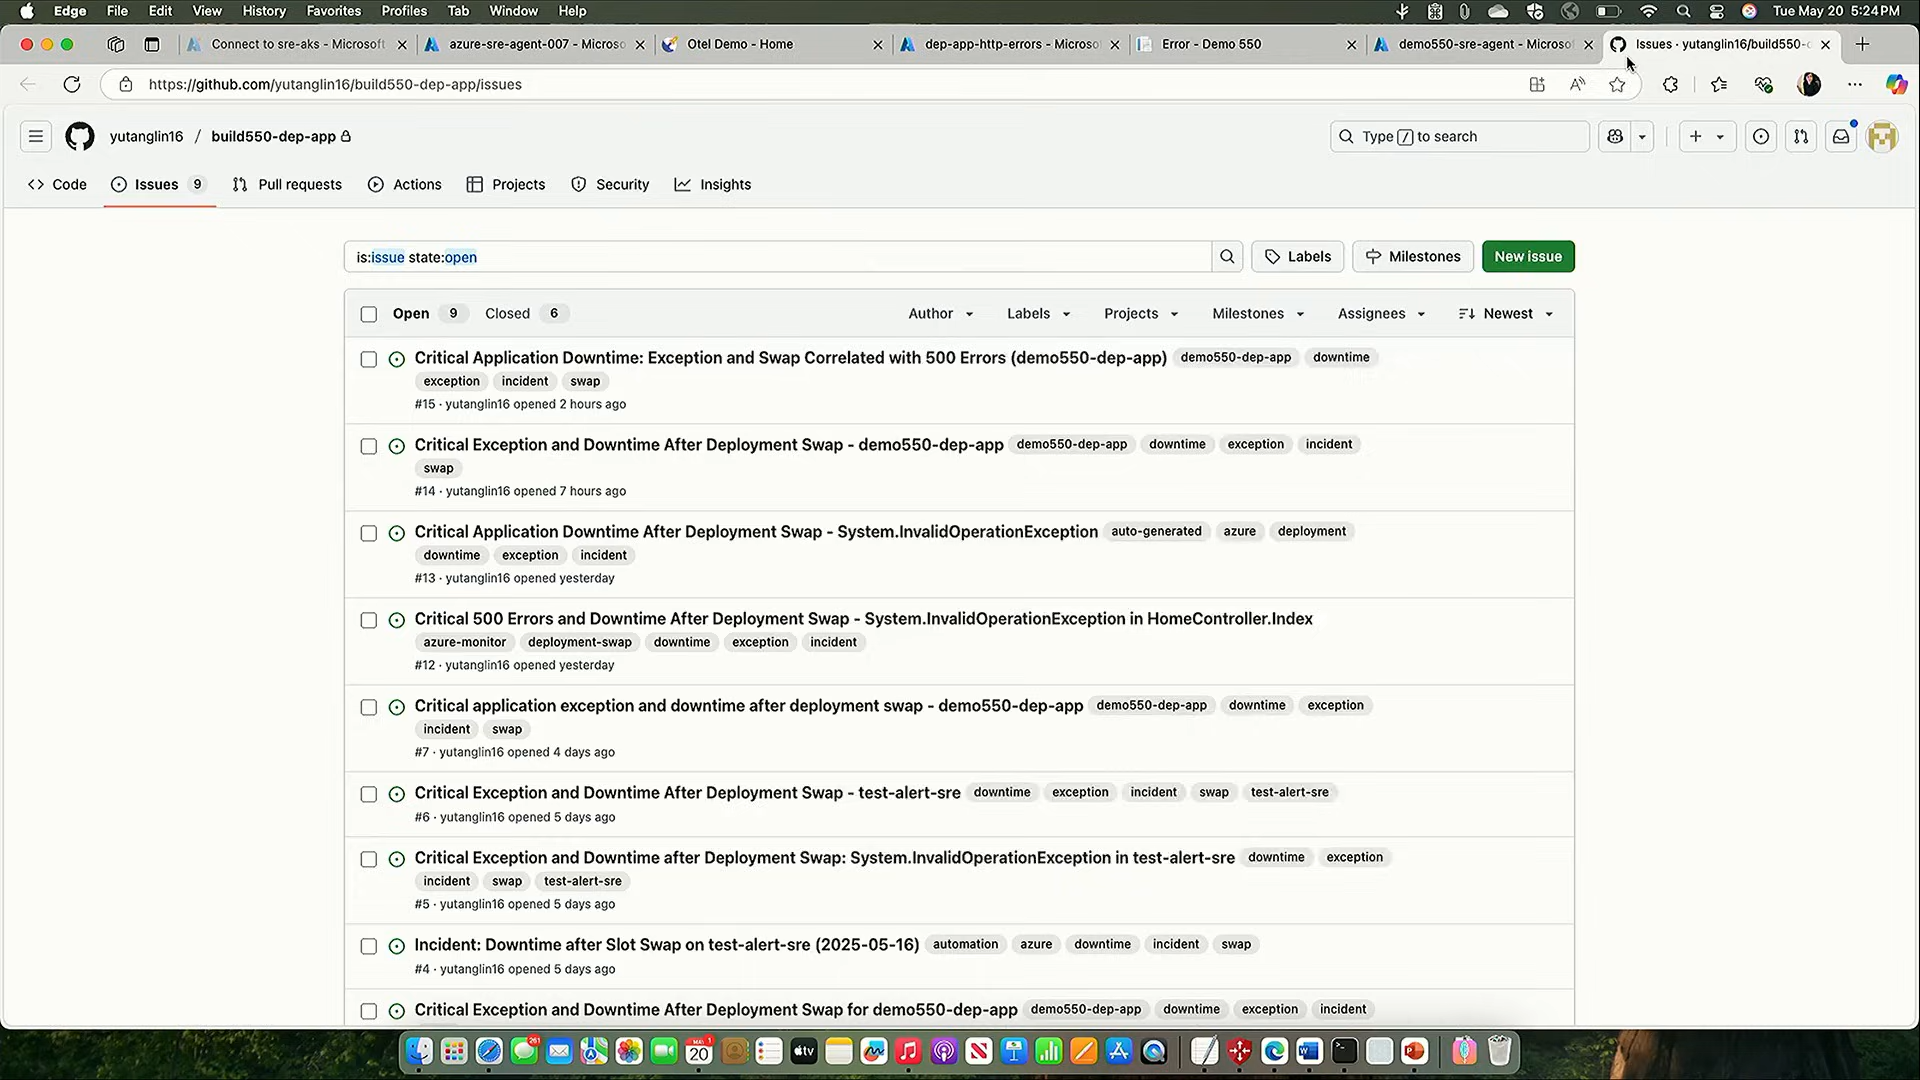 Edge File Edit View History Favorites Profiles Tab Window Help Tue May 20 5:24 PM
Connect to sre-aks - Microsoft azure-sre-agent-007 - Microso Otel Demo - Home dep-app-http-errors - Microso Error - Demo 550 demo550-sre-agent - Microso Issues · yutanglin16/build550-
https://github.com/yutanglin16/build550-dep-app/issues
yutanglin16 / build550-dep-app Type / to search
Code Issues 9 Pull requests Actions Projects Security Insights
is:issue state:open Labels Milestones New issue
Open 9 Closed 6 Author Labels Projects Milestones Assignees Newest
Critical Application Downtime: Exception and Swap Correlated with 500 Errors (demo550-dep-app) demo550-dep-app downtime
exception incident swap
#15 · yutanglin16 opened 2 hours ago
Critical Exception and Downtime After Deployment Swap - demo550-dep-app demo550-dep-app downtime exception incident
swap
#14 · yutanglin16 opened 7 hours ago
Critical Application Downtime After Deployment Swap - System.InvalidOperationException auto-generated azure deployment
downtime exception incident
#13 · yutanglin16 opened yesterday
Critical 500 Errors and Downtime After Deployment Swap - System.InvalidOperationException in HomeController.Index
azure-monitor deployment-swap downtime exception incident
#12 · yutanglin16 opened yesterday
Critical application exception and downtime after deployment swap - demo550-dep-app demo550-dep-app downtime exception
incident swap
#7 · yutanglin16 opened 4 days ago
Critical Exception and Downtime After Deployment Swap - test-alert-sre downtime exception incident swap test-alert-sre
#6 · yutanglin16 opened 5 days ago
Critical Exception and Downtime after Deployment Swap: System.InvalidOperationException in test-alert-sre downtime exception
incident swap test-alert-sre
#5 · yutanglin16 opened 5 days ago
Incident: Downtime after Slot Swap on test-alert-sre (2025-05-16) automation azure downtime incident swap
#4 · yutanglin16 opened 5 days ago
Critical Exception and Downtime After Deployment Swap for demo550-dep-app demo550-dep-app downtime exception incident
261 20 tv